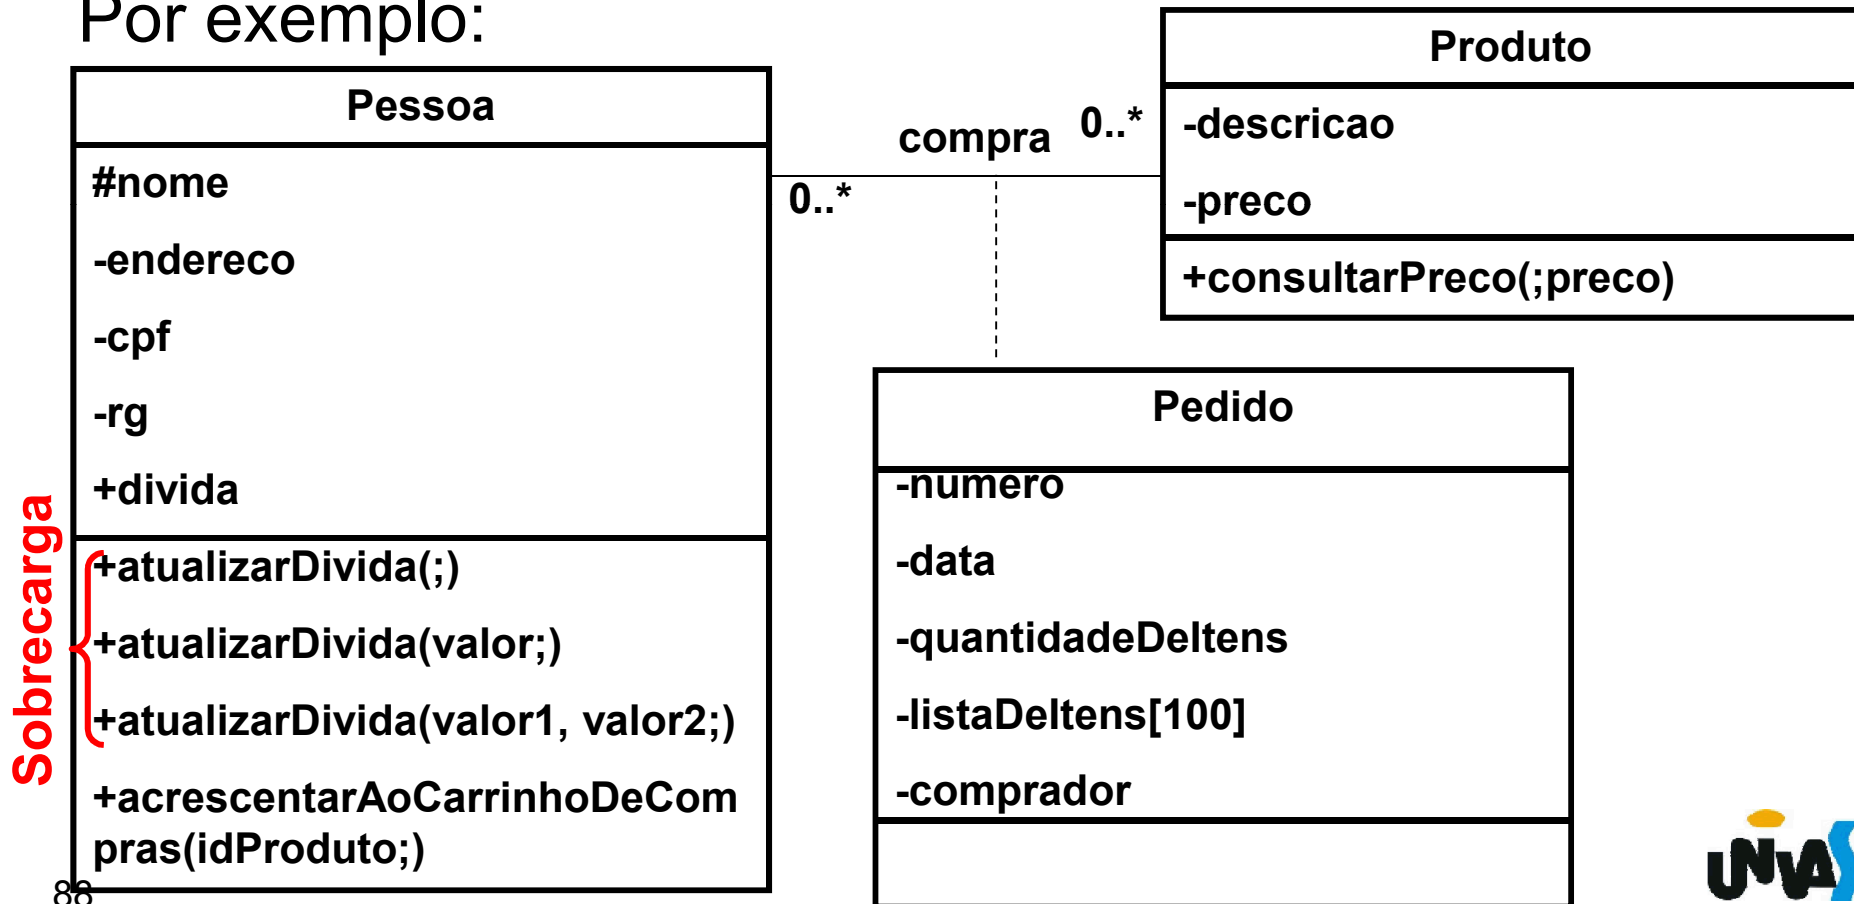 Por exemplo:
Pessoa
#nome
-endereco
-cpf
-rg
+divida
+atualizarDivida(;)
+atualizarDivida(valor;)
+atualizarDivida(valor1, valor2;)
+acrescentarAoCarrinhoDeCom
pras(idProduto;)
Sobrecarga
compra
0..*
0..*
Produto
-descricao
-preco
+consultarPreco(;preco)
Pedido
-numero
-data
-quantidadeDeItens
-listaDeItens[100]
-comprador
88